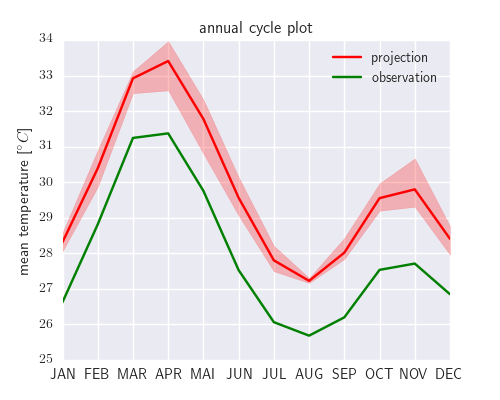 annual cycle plot
34
33
32
31
30
29
28
27
26
25
mean temperature [°C]
projection
observation
JAN FEB MAR APR MAI JUN JUL AUG SEP OCT NOV DEC